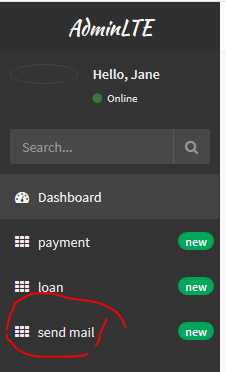 AdminLTE
Hello, Jane
Online
Search...
Dashboard
payment new
loan new
send mail new